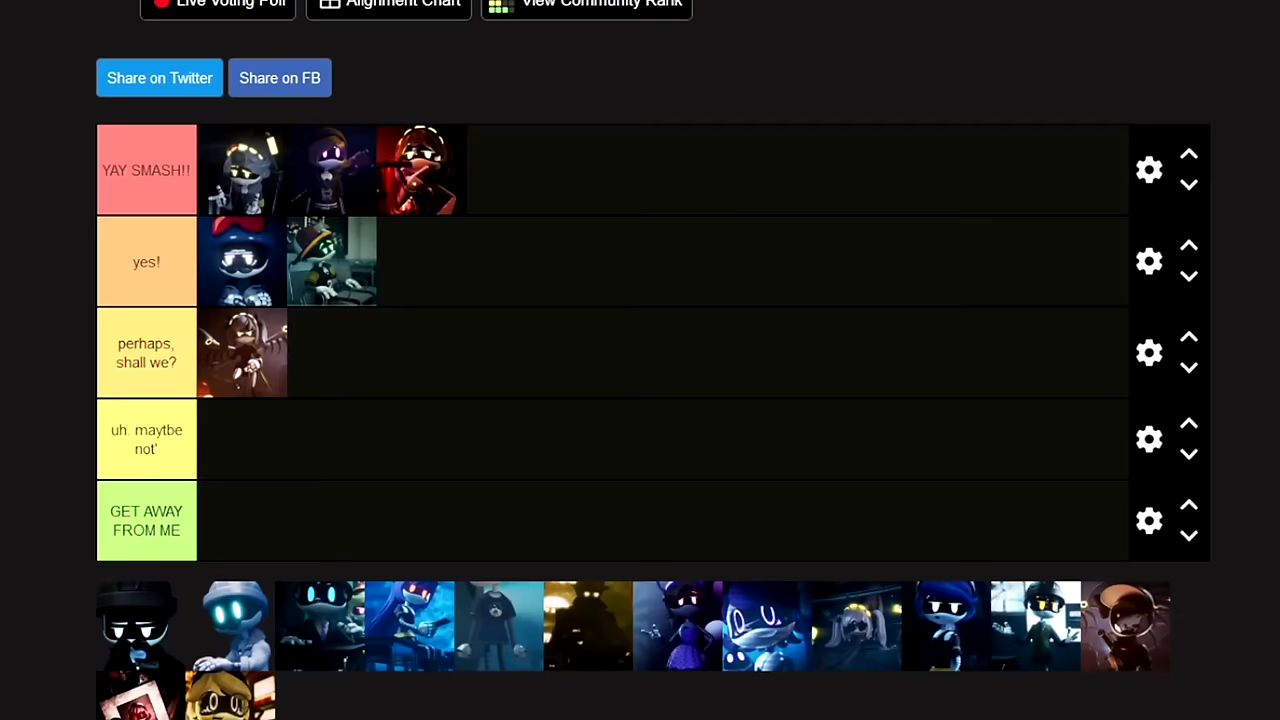 Live Voting Poll Alignment Chart View Community Rank
Share on Twitter Share on FB
YAY SMASH!!
yes!
perhaps,
shall we?
uh. maytbe
not'
GET AWAY
FROM ME